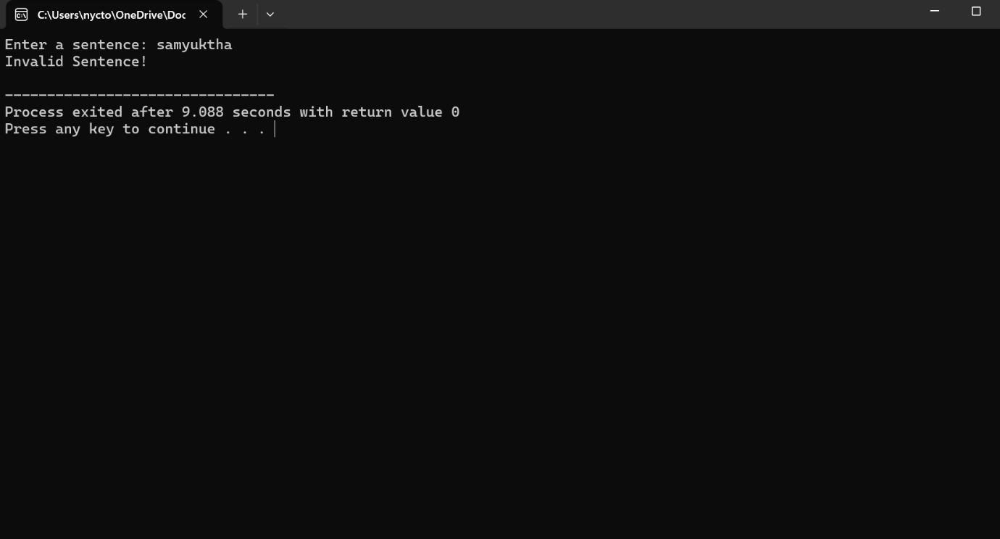 C:\Users\nycto\OneDrive\Doc
Enter a sentence: samyuktha
Invalid Sentence!
--------------------------------
Process exited after 9.088 seconds with return value 0
Press any key to continue . . .